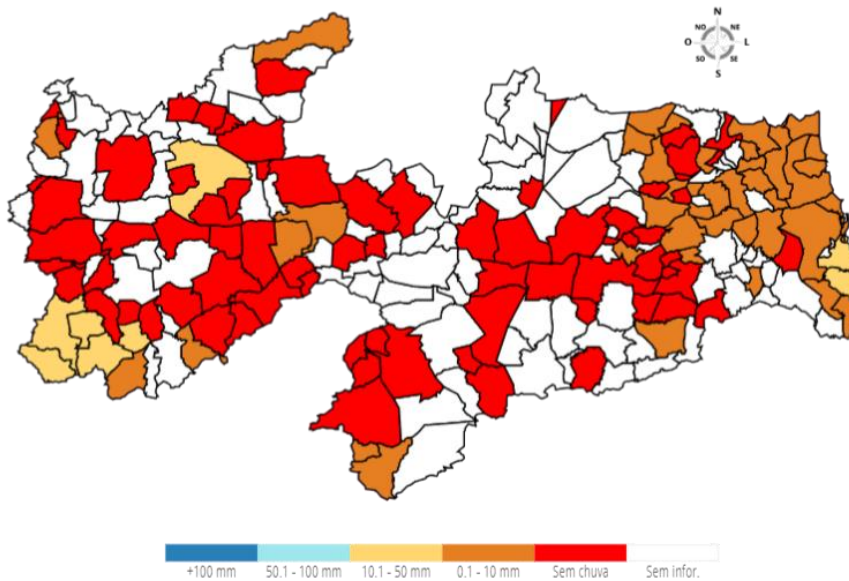 N
NO NE
O L
SO SE
S
+100 mm 50.1 - 100 mm 10.1 - 50 mm 0.1 - 10 mm Sem chuva Sem infor.